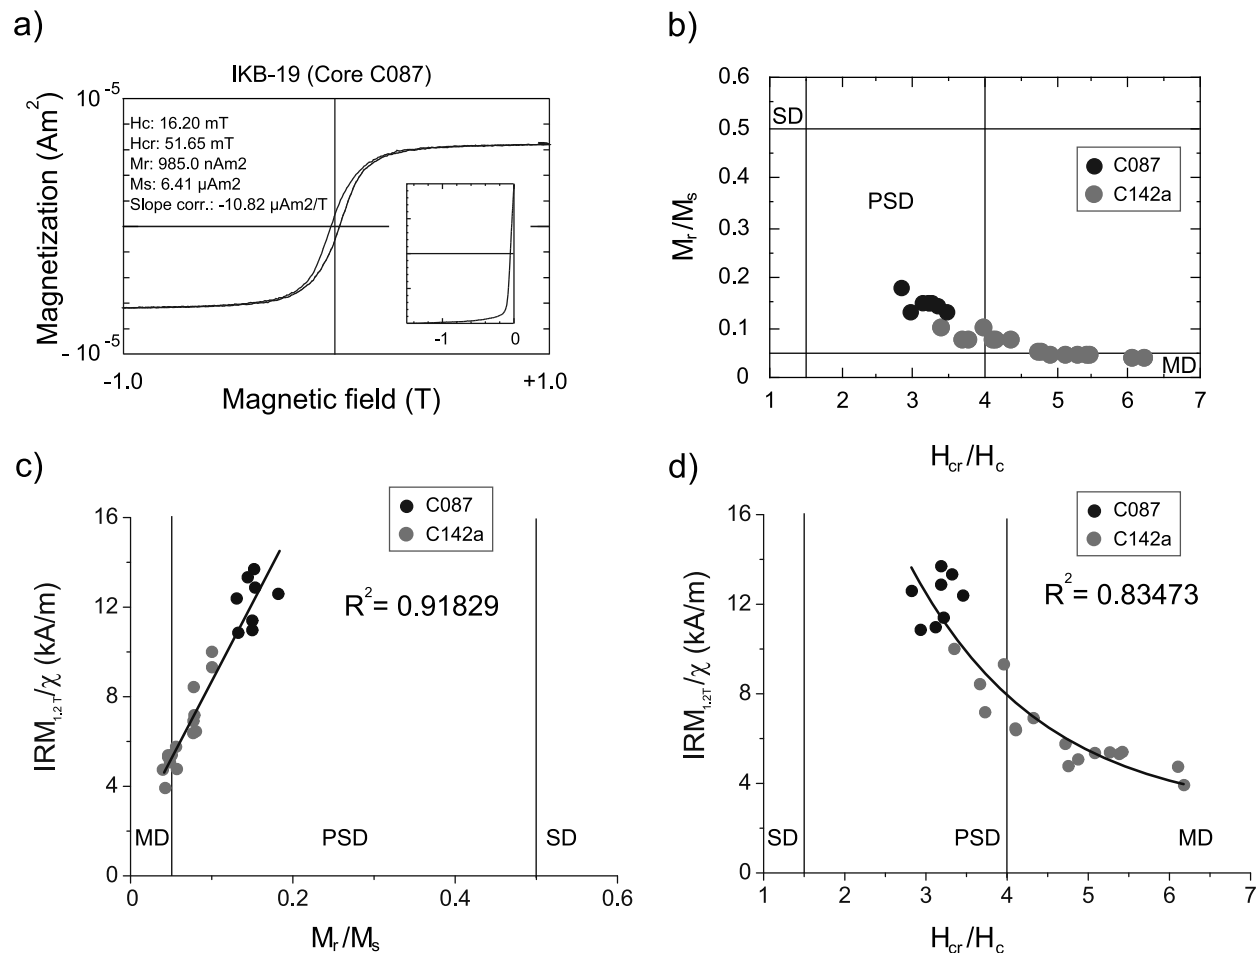 a)
IKB-19 (Core C087)
10-5
Hc: 16.20 mT
Hcr: 51.65 mT
Mr: 985.0 nAm2
Ms: 6.41 µAm2
Slope corr.: -10.82 µAm2/T
Magnetization (Am2)
- 10-5
-1 0
-1.0 +1.0
Magnetic field (T)
b)
0.6
0.5
0.4
0.3
0.2
0.1
0
Mr/Ms
SD
PSD
MD
C087
C142a
1 2 3 4 5 6 7
Hcr/Hc
c)
C087
C142a
16
12
8
4
0
IRM1.2T/χ (kA/m)
R2= 0.91829
MD PSD SD
0 0.2 0.4 0.6
Mr/Ms
d)
C087
C142a
16
12
8
4
0
IRM1.2T/χ (kA/m)
R2= 0.83473
SD PSD MD
1 2 3 4 5 6 7
Hcr/Hc